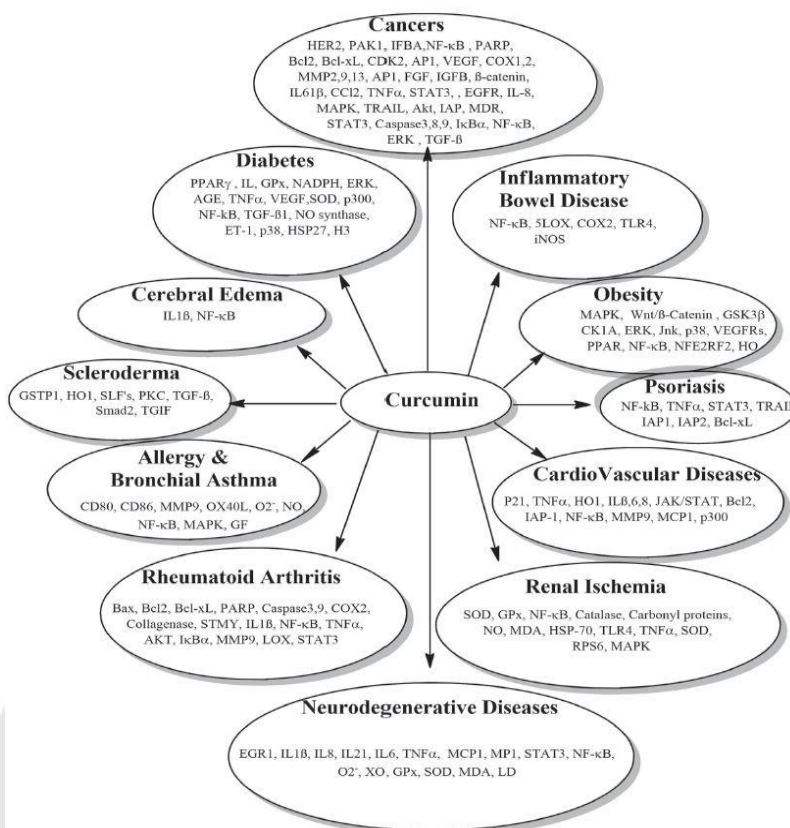 Cancers
HER2, PAK1, IFBA,NF-κB , PARP,
Bcl2, Bcl-xL, CDK2, AP1, VEGF, COX1,2,
MMP2,9,13, AP1, FGF, IGFB, ß-catenin,
IL61β, CCl2, TNFα, STAT3, , EGFR, IL-8,
MAPK, TRAIL, Akt, IAP, MDR,
STAT3, Caspase3,8,9, IκBα, NF-κB,
ERK , TGF-ß
Diabetes
PPARγ , IL, GPx, NADPH, ERK,
AGE, TNFα, VEGF,SOD, p300,
NF-kB, TGF-ß1, NO synthase,
ET-1, p38, HSP27, H3
Inflammatory
Bowel Disease
NF-κB, 5LOX, COX2, TLR4,
iNOS
Cerebral Edema
IL1ß, NF-κB
Obesity
MAPK, Wnt/ß-Catenin , GSK3β
CK1A, ERK, Jnk, p38, VEGFRs,
PPAR, NF-κB, NFE2RF2, HO
Scleroderma
GSTP1, HO1, SLF's, PKC, TGF-ß,
Smad2, TGIF
Curcumin
Psoriasis
NF-kB, TNFα, STAT3, TRAIL
IAP1, IAP2, Bcl-xL
Allergy &
Bronchial Asthma
CD80, CD86, MMP9, OX40L, O2⁻, NO,
NF-κB, MAPK, GF
CardioVascular Diseases
P21, TNFα, HO1, ILß,6,8, JAK/STAT, Bcl2,
IAP-1, NF-κB, MMP9, MCP1, p300
Rheumatoid Arthritis
Bax, Bcl2, Bcl-xL, PARP, Caspase3,9, COX2,
Collagenase, STMY, IL1ß, NF-κB, TNFα,
AKT, IκBα, MMP9, LOX, STAT3
Renal Ischemia
SOD, GPx, NF-κB, Catalase, Carbonyl proteins,
NO, MDA, HSP-70, TLR4, TNFα, SOD,
RPS6, MAPK
Neurodegenerative Diseases
EGR1, IL1ß, IL8, IL21, IL6, TNFα, MCP1, MP1, STAT3, NF-κB,
O2⁻, XO, GPx, SOD, MDA, LD